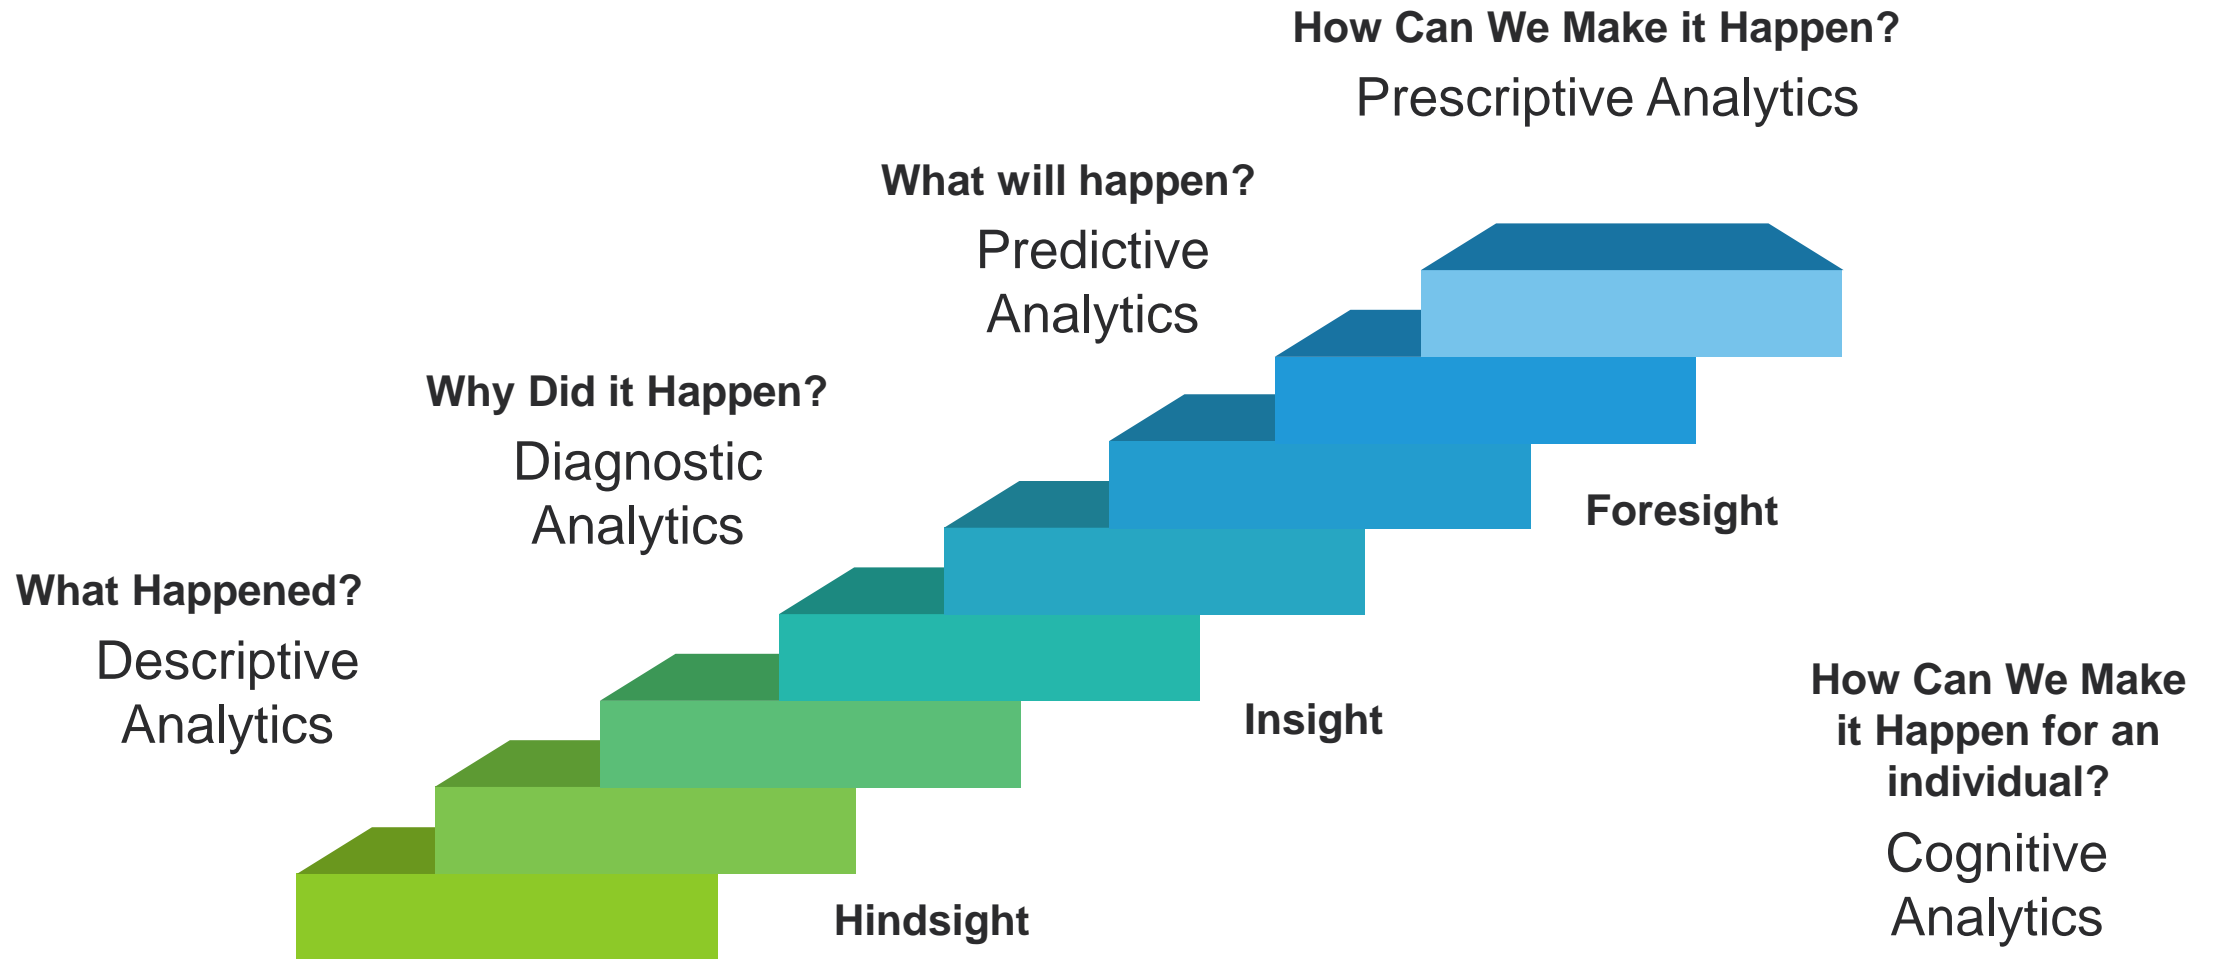 How Can We Make it Happen?
Prescriptive Analytics
What will happen?
Predictive
Analytics
Why Did it Happen?
Diagnostic
Analytics
Foresight
What Happened?
Descriptive
Analytics
Insight
How Can We Make
it Happen for an
individual?
Cognitive
Analytics
Hindsight